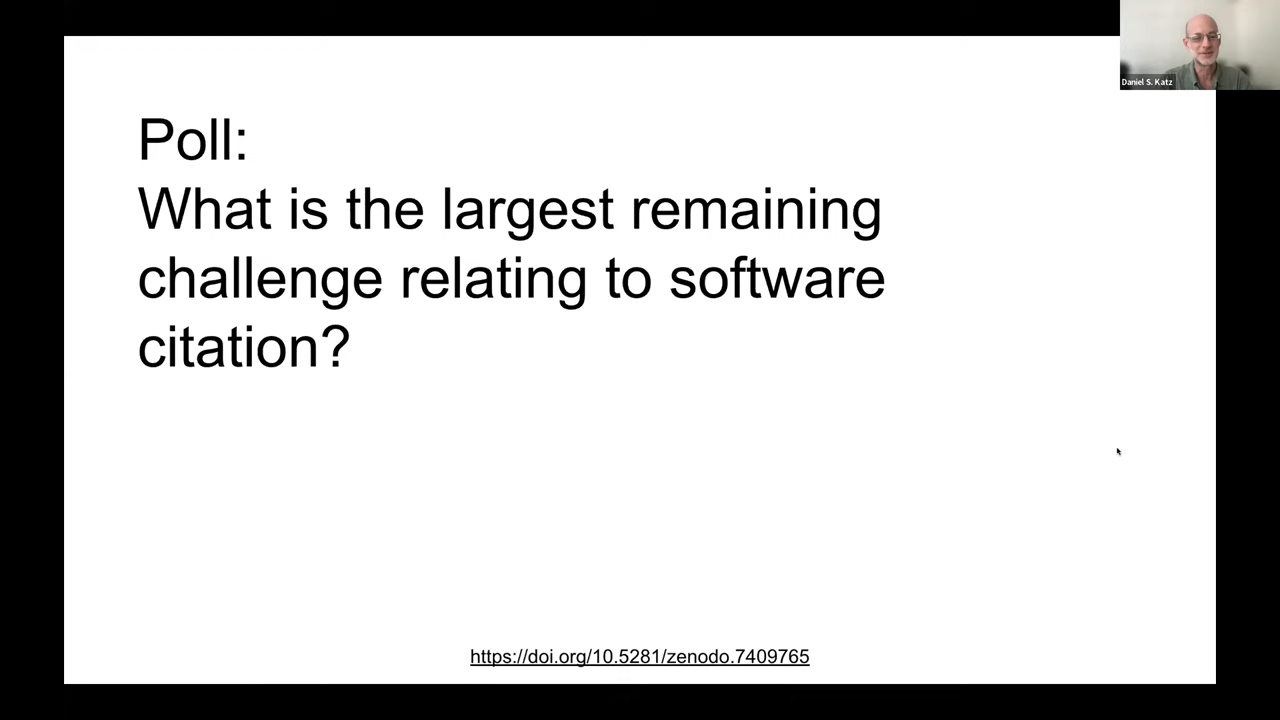 Daniel S. Katz
Poll:
What is the largest remaining
challenge relating to software
citation?
https://doi.org/10.5281/zenodo.7409765